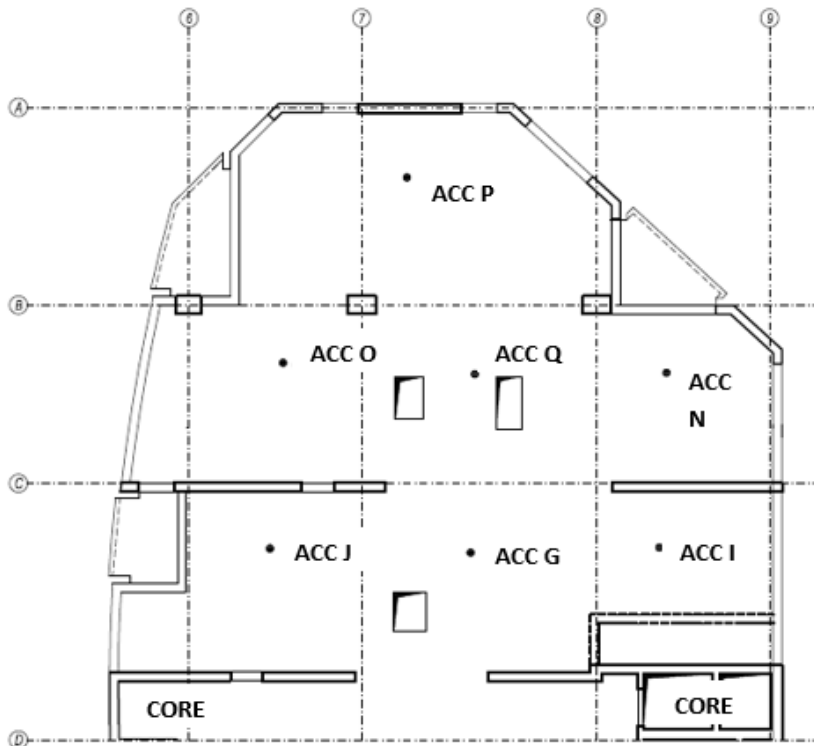 6 7 8 9
A
ACC P
B
ACC O ACC Q ACC
N
C
ACC J ACC G ACC I
CORE CORE
D